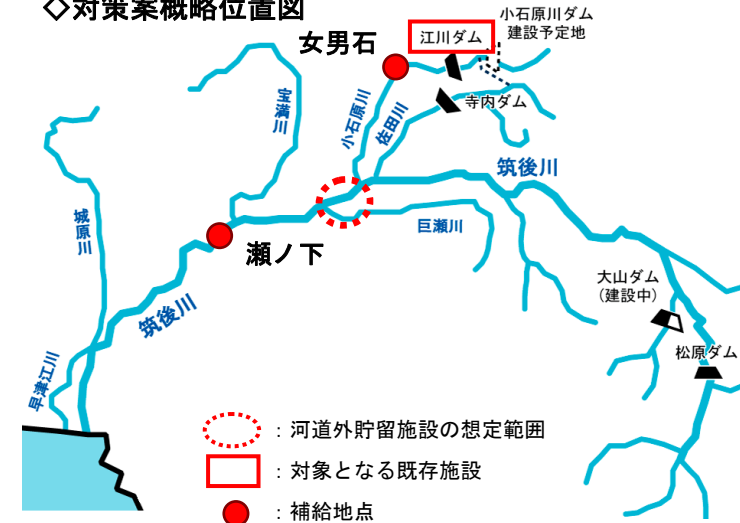 ◇対策案概略位置図
小石原川ダム
建設予定地
江川ダム
女男石
寺内ダム
宝満川
小石原川
佐田川
筑後川
城原川
巨瀬川
瀬ノ下
大山ダム
(建設中)
筑後川
松原ダム
早津江川
：河道外貯留施設の想定範囲
：対象となる既存施設
：補給地点